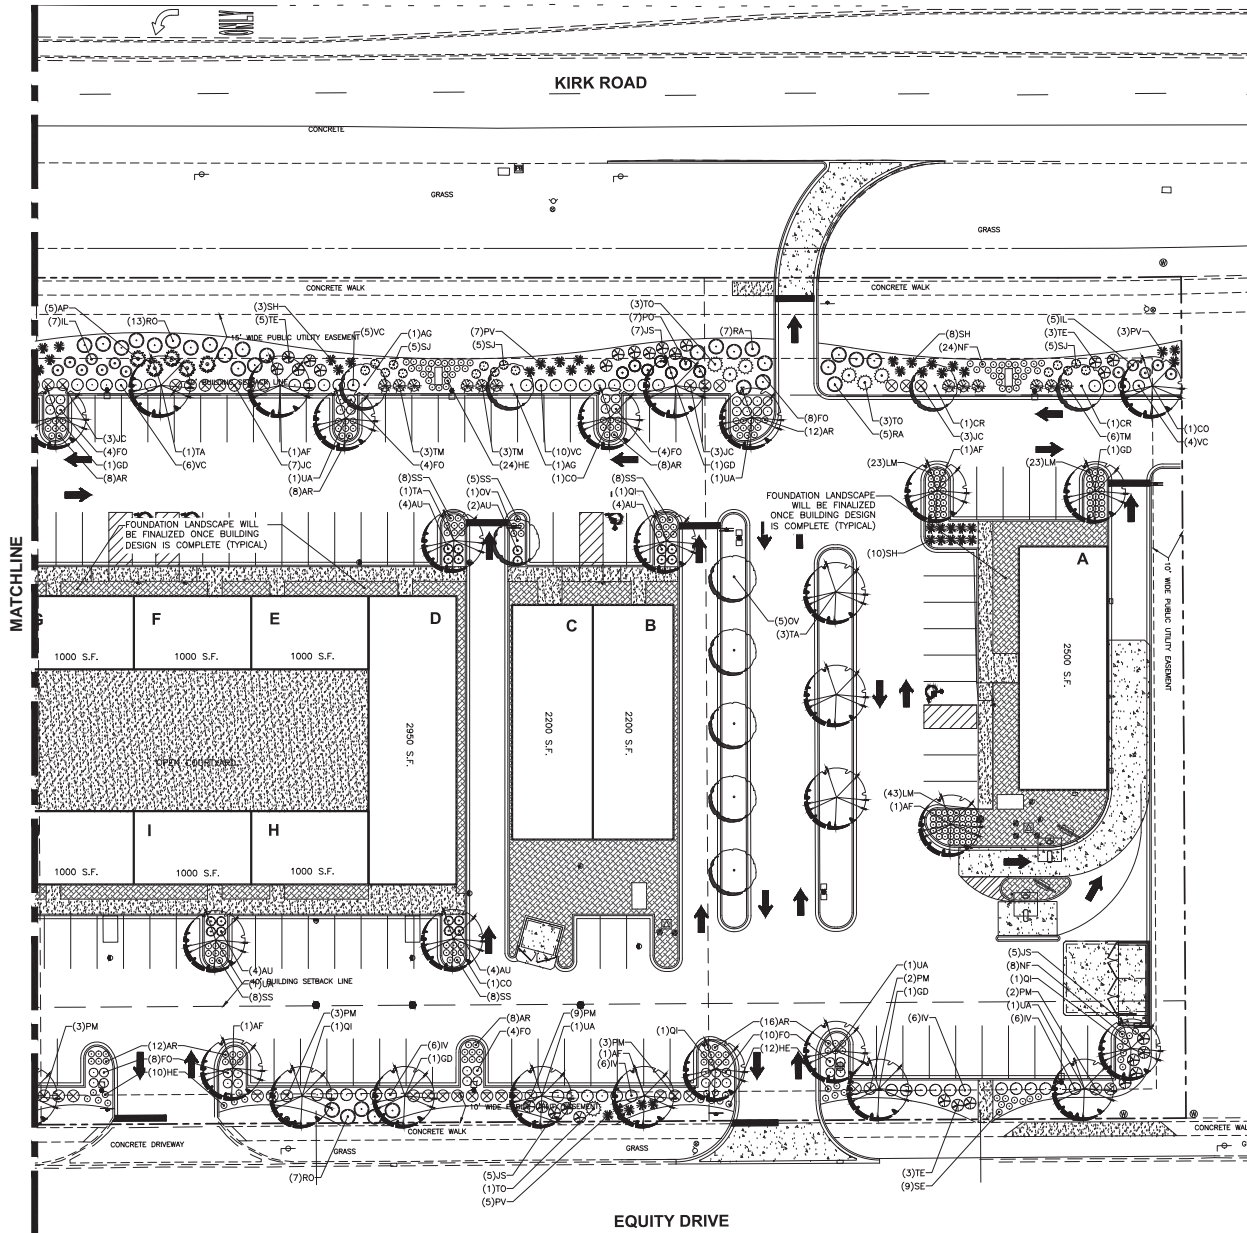 ONLY
KIRK ROAD
CONCRETE
GRASS
GRASS
CONCRETE WALK
CONCRETE WALK
(5)AP
(7)IL
(13)RO
(3)SH
(5)TE
15' WIDE PUBLIC UTILITY EASEMENT
(5)VC
(1)AG
(5)SJ
(7)PV
(5)SJ
(3)TO
(7)PO
(7)JS
(7)RA
(8)SH
(24)NF
(5)IL
(3)TE
(5)SJ
(3)PV
BUILDING SETBACK LINE
(3)JC
(4)FO
(1)GD
(8)AR
(1)TA
(6)VC
(1)AF
(7)JC
(1)UA
(8)AR
(3)TM
(4)FO
(3)TM
(24)HE
(10)VC
(1)AG
(1)CO
(4)FO
(8)AR
(3)JC
(1)GD
(1)UA
(8)FO
(12)AR
(3)TO
(5)RA
(1)CR
(3)JC
(1)AF
(23)LM
(1)CR
(6)TM
(1)CO
(4)VC
(1)GD
(23)LM
(8)SS
(1)TA
(4)AU
(5)SS
(1)OV
(2)AU
(8)SS
(1)QI
(4)AU
FOUNDATION LANDSCAPE WILL
BE FINALIZED ONCE BUILDING
DESIGN IS COMPLETE (TYPICAL)
FOUNDATION LANDSCAPE
WILL BE FINALIZED
ONCE BUILDING DESIGN
IS COMPLETE (TYPICAL)
(10)SH
MATCHLINE
G
F
E
D
C
B
A
1000 S.F.
1000 S.F.
1000 S.F.
2950 S.F.
2200 S.F.
2200 S.F.
2500 S.F.
10' WIDE PUBLIC UTILITY EASEMENT
(5)OV
(3)TA
OPEN COURTYARD
I
H
1000 S.F.
1000 S.F.
1000 S.F.
(43)LM
(1)AF
(4)AU
(1)UA
(8)SS
40' BUILDING SETBACK LINE
(4)AU
(1)CO
(8)SS
(5)JS
(8)NF
(1)QI
(2)PM
(1)UA
(6)IV
(1)UA
(2)PM
(1)GD
(6)IV
(3)PM
(12)AR
(8)FO
(10)HE
(1)AF
(3)PM
(1)QI
(6)IV
(1)GD
(8)AR
(4)FO
(9)PM
(1)UA
(3)PM
(1)AF
(6)IV
(1)QI
(16)AR
(10)FO
(12)HE
10' WIDE PUBLIC UTILITY EASEMENT
CONCRETE DRIVEWAY
CONCRETE WALK
CONCRETE WALK
GRASS
GRASS
(7)RO
(5)JS
(1)TO
(5)PV
(3)TE
(9)SE
EQUITY DRIVE